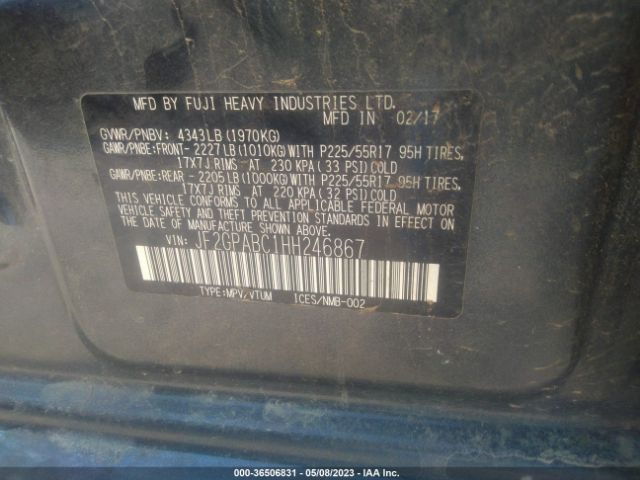 MFD BY FUJI HEAVY INDUSTRIES LTD.
MFD IN 02/17
GVWR/PNBV: 4343LB (1970KG)
GAWR/PNBE:FRONT- 2227LB(1010KG)WITH P225/55R17 95H TIRES,
17X7J RIMS AT 230 KPA(33 PSI)COLD
GAWR/PNBE:REAR - 2205LB(1000KG)WITH P225/55R17 95H TIRES,
17X7J RIMS AT 220 KPA(32 PSI)COLD
THIS VEHICLE CONFORMS TO ALL APPLICABLE FEDERAL MOTOR
VEHICLE SAFETY AND THEFT PREVENTION STANDARDS IN EFFECT ON
THE DATE OF MANUFACTURE SHOWN ABOVE.
VIN: JF2GPABC1HH246867
TYPE:MPV/VTUM ICES/NMB-002
000-36506831 - 05/08/2023 - IAA Inc.